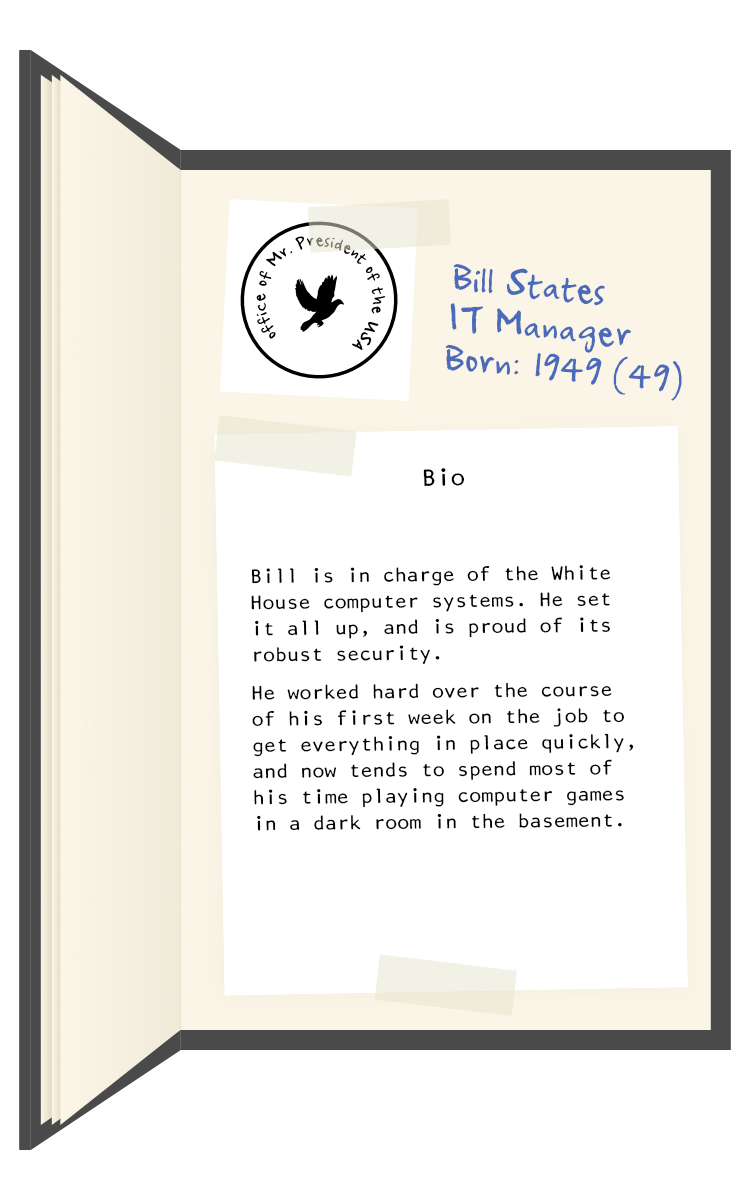 Office of Mr. President of the USA
Bill States
IT Manager
Born: 1949 (49)
Bio
Bill is in charge of the White
House computer systems. He set
it all up, and is proud of its
robust security.
He worked hard over the course
of his first week on the job to
get everything in place quickly,
and now tends to spend most of
his time playing computer games
in a dark room in the basement.